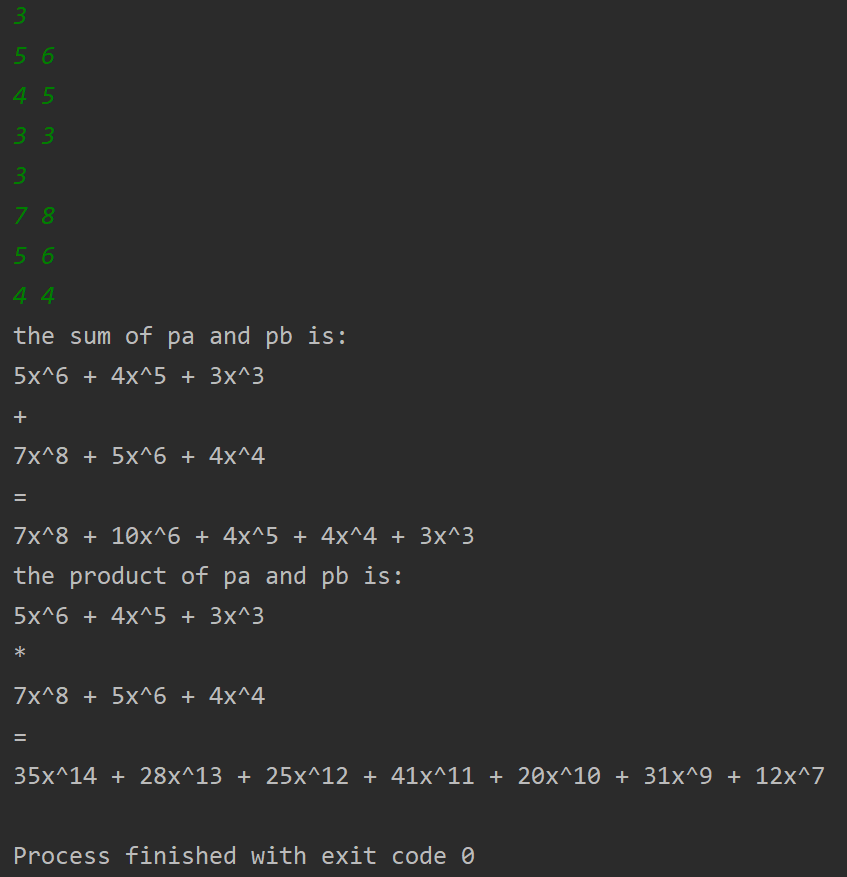 3
5 6
4 5
3 3
3
7 8
5 6
4 4
the sum of pa and pb is:
5x^6 + 4x^5 + 3x^3
+
7x^8 + 5x^6 + 4x^4
=
7x^8 + 10x^6 + 4x^5 + 4x^4 + 3x^3
the product of pa and pb is:
5x^6 + 4x^5 + 3x^3
*
7x^8 + 5x^6 + 4x^4
=
35x^14 + 28x^13 + 25x^12 + 41x^11 + 20x^10 + 31x^9 + 12x^7
Process finished with exit code 0